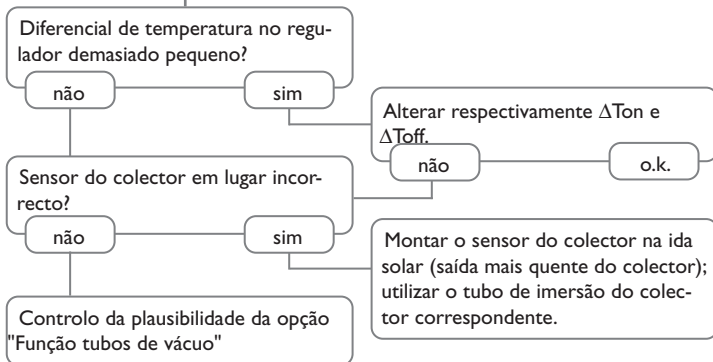 Diferencial de temperatura no regu-
lador demasiado pequeno?
não
sim
Alterar respectivamente ΔTon e
ΔToff.
não
o.k.
Sensor do colector em lugar incor-
recto?
não
sim
Montar o sensor do colector na ida
solar (saída mais quente do colector);
utilizar o tubo de imersão do colec-
tor correspondente.
Controlo da plausibilidade da opção
"Função tubos de vácuo"